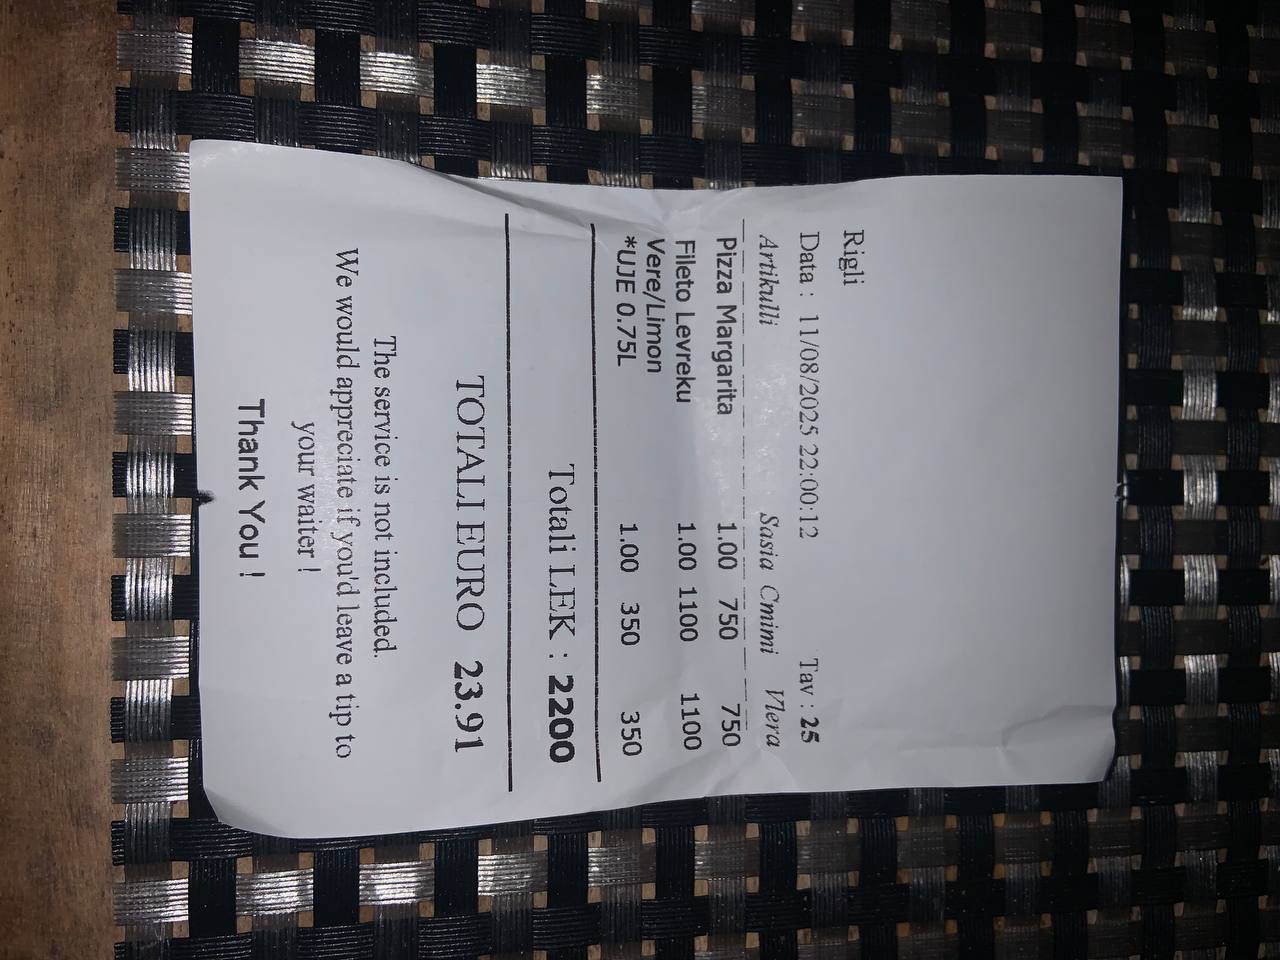 Rigli
Data : 11/08/2025 22:00:12 Tav : 25
Artikulli Sasia Cmimi Vlera
Pizza Margarita 1.00 750 750
Fileto Levreku 1.00 1100 1100
Vere/Limon
*UJE 0.75L 1.00 350 350
Totali LEK : 2200
TOTALI EURO 23.91
The service is not included.
We would appreciate if you'd leave a tip to
your waiter !
Thank You !